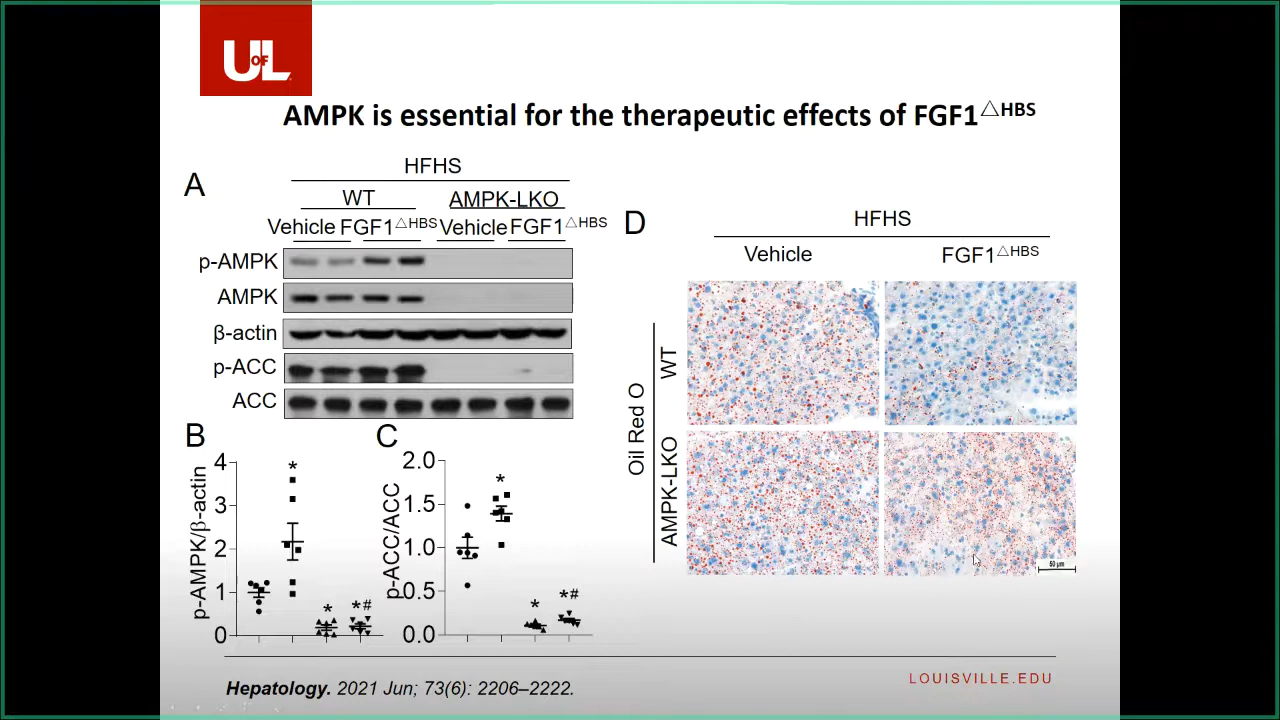 UofL
AMPK is essential for the therapeutic effects of FGF1△HBS
A
HFHS
WT AMPK-LKO
Vehicle FGF1△HBS Vehicle FGF1△HBS
p-AMPK
AMPK
β-actin
p-ACC
ACC
B
p-AMPK/β-actin
4
3
2
1
0
*
*
*#
C
p-ACC/ACC
2.0
1.5
1.0
0.5
0.0
*
*
*#
D
HFHS
Vehicle FGF1△HBS
Oil Red O
WT
AMPK-LKO
50 μm
Hepatology. 2021 Jun; 73(6): 2206–2222.
LOUISVILLE.EDU